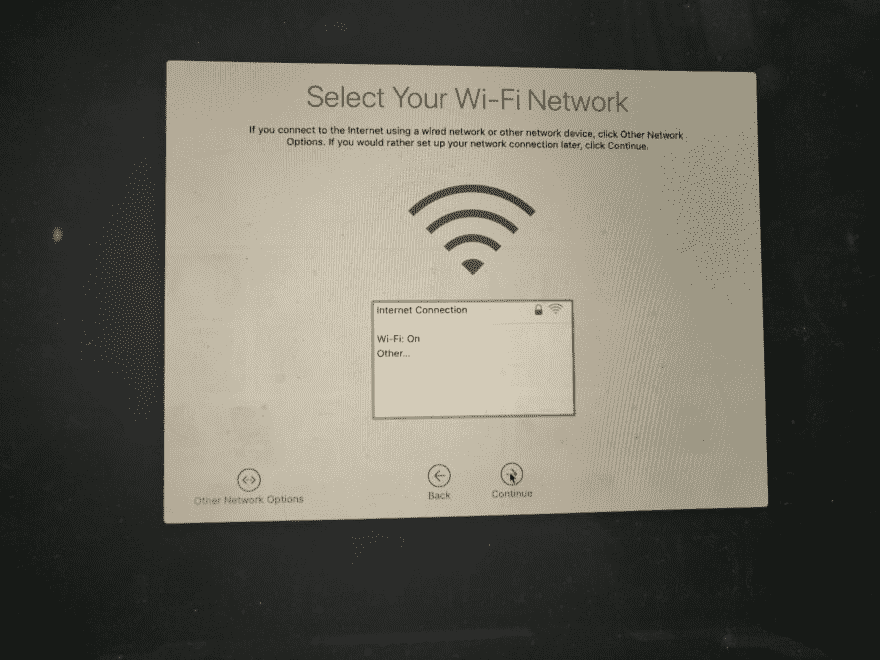 Select Your Wi-Fi Network
If you connect to the Internet using a wired network or other network device, click Other Network
Options. If you would rather set up your network connection later, click Continue.
Internet Connection
Wi-Fi: On
Other...
Other Network Options
Back
Continue